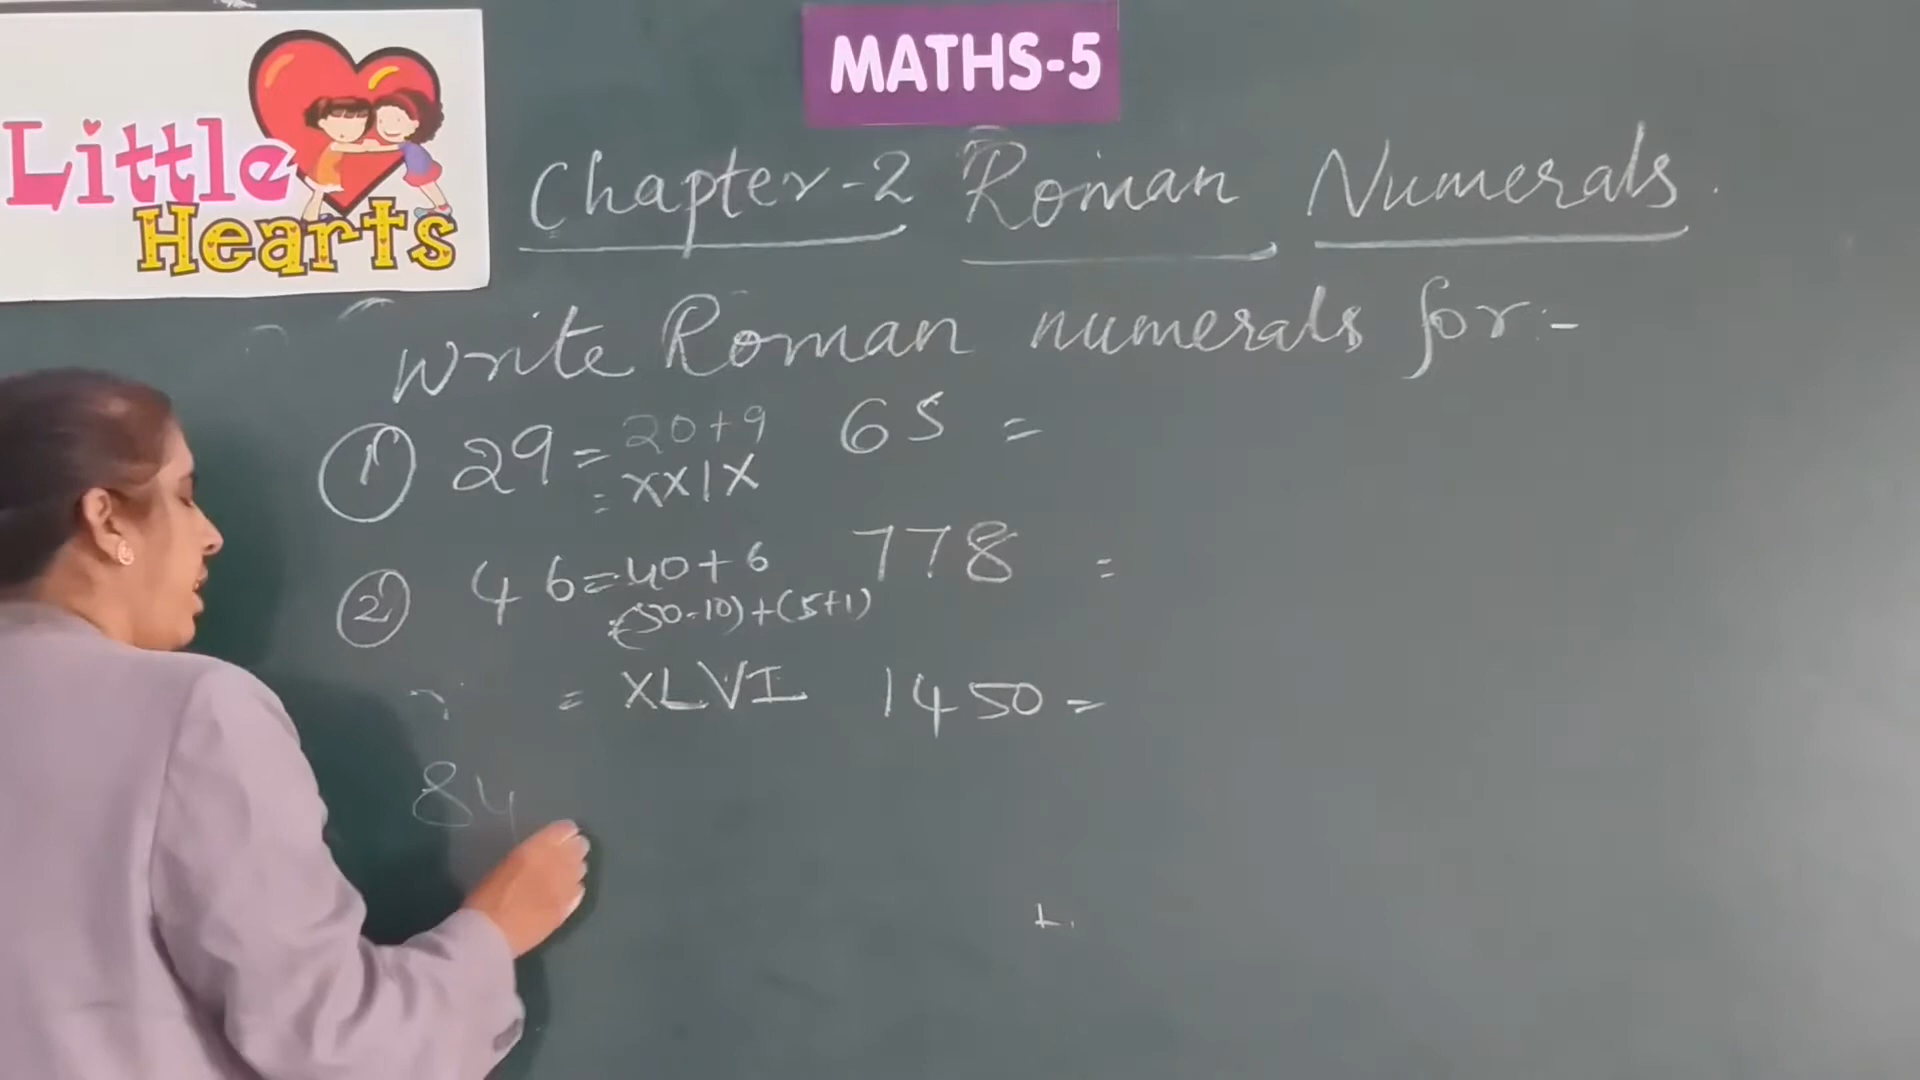 Little
Hearts
MATHS-5
Chapter-2 Roman Numerals.
Write Roman numerals for:-
① 29 = 20+9
= XXIX
65 =
② 46 = 40+6
= (50-10)+(5+1)
= XLVI
778 =
1450 =
84